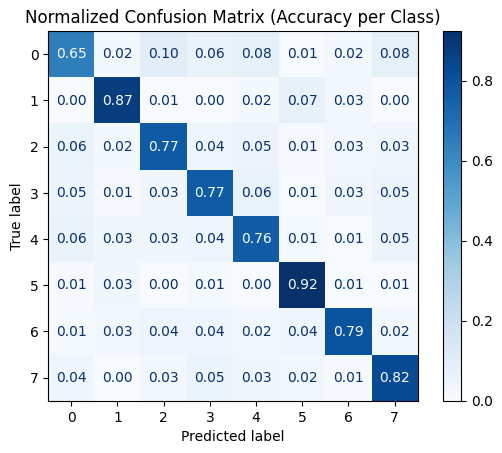 Normalized Confusion Matrix (Accuracy per Class)
True label
0 0.65 0.02 0.10 0.06 0.08 0.01 0.02 0.08
1 0.00 0.87 0.01 0.00 0.02 0.07 0.03 0.00
2 0.06 0.02 0.77 0.04 0.05 0.01 0.03 0.03
3 0.05 0.01 0.03 0.77 0.06 0.01 0.03 0.05
4 0.06 0.03 0.03 0.04 0.76 0.01 0.01 0.05
5 0.01 0.03 0.00 0.01 0.00 0.92 0.01 0.01
6 0.01 0.03 0.04 0.04 0.02 0.04 0.79 0.02
7 0.04 0.00 0.03 0.05 0.03 0.02 0.01 0.82
0 1 2 3 4 5 6 7
Predicted label
0.8
0.6
0.4
0.2
0.0